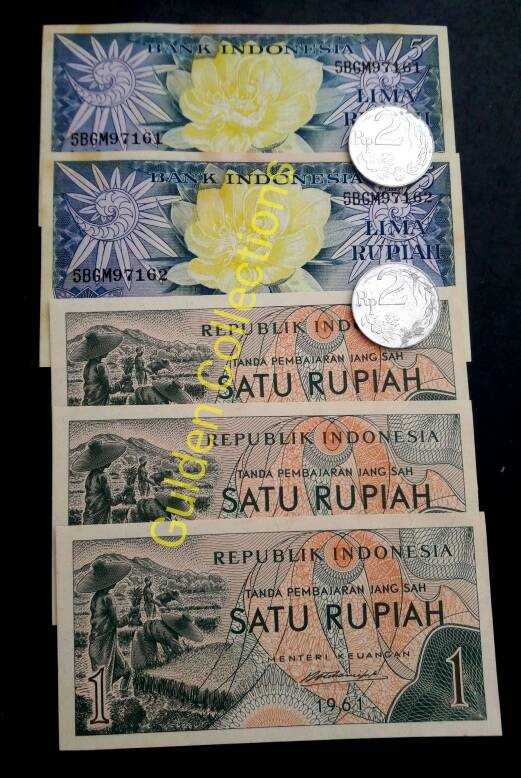 BANK INDONESIA
5
5BGM97161
LIMA
5BGM97161
Rp 2
BANK INDONESIA
5
5BGM97162
LIMA
RUPIAH
5BGM97162
Rp 2
REPUBLIK INDO
TANDA PEMBAJARAN JANG SAH
SATU RUPIAH
REPUBLIK INDONESIA
TANDA PEMBAJARAN JANG SAH
SATU RUPIAH
REPUBLIK INDONESIA
TANDA PEMBAJARAN JANG SAH
SATU RUPIAH
MENTERI KEUANGAN
1961
1
1
Gulden Collections